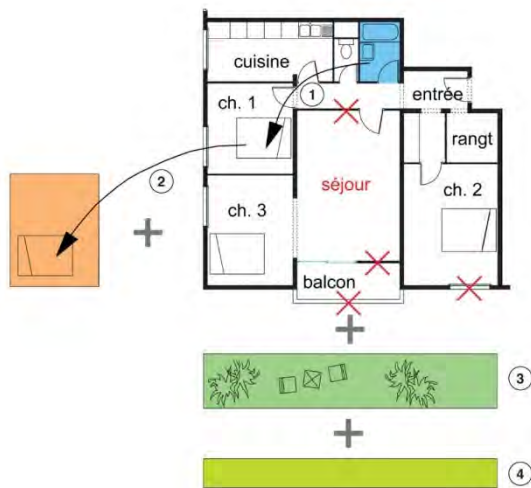 cuisine
1
entrée
ch. 1
rangt
2
séjour
ch. 2
ch. 3
balcon
3
4